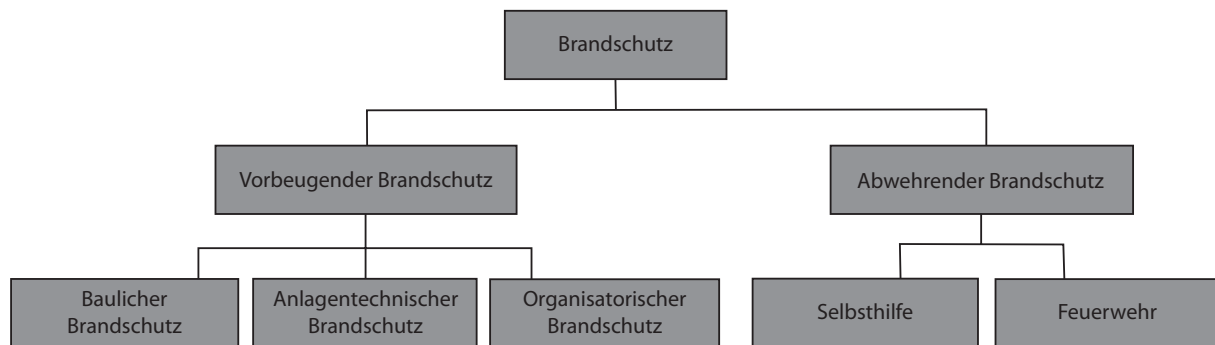 Brandschutz
Vorbeugender Brandschutz
Abwehrender Brandschutz
Baulicher
Brandschutz
Anlagentechnischer
Brandschutz
Organisatorischer
Brandschutz
Selbsthilfe
Feuerwehr